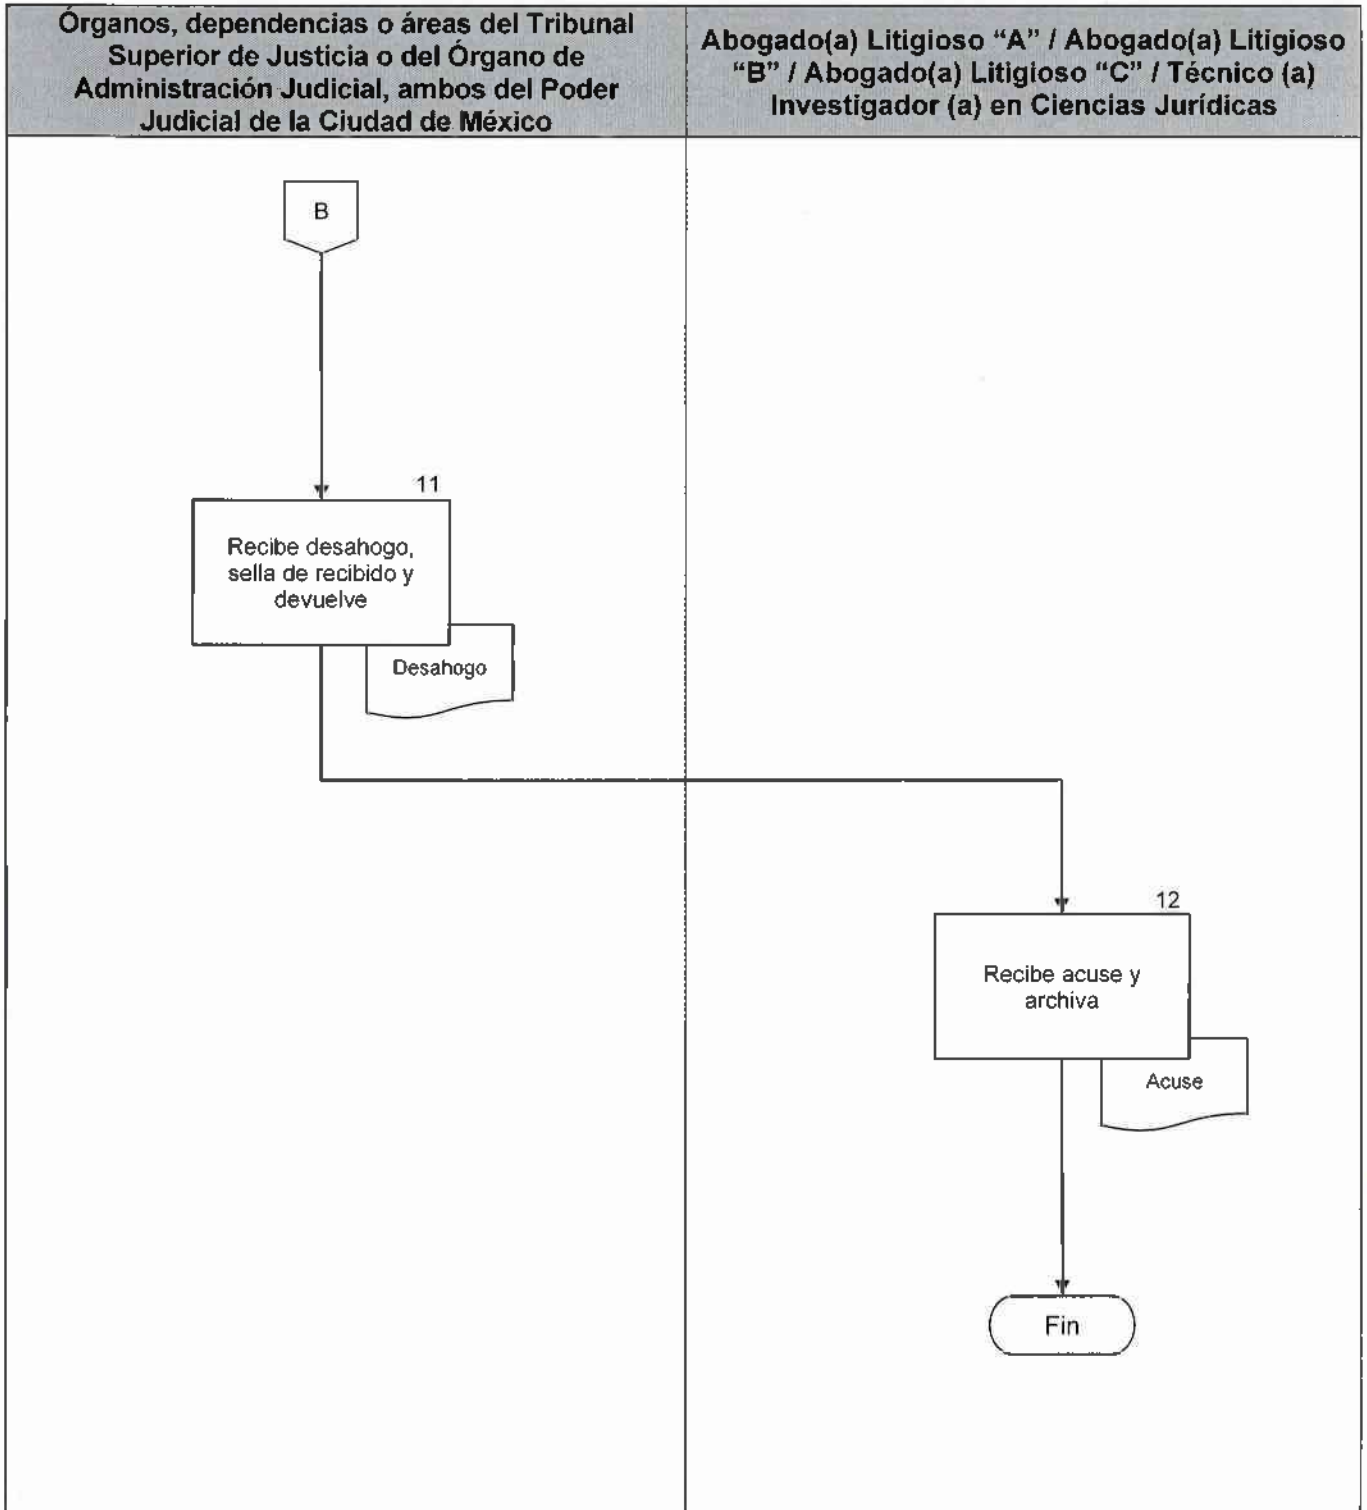 Órganos, dependencias o áreas del Tribunal
Superior de Justicia o del Órgano de
Administración Judicial, ambos del Poder
Judicial de la Ciudad de México
Abogado(a) Litigioso “A” / Abogado(a) Litigioso
“B” / Abogado(a) Litigioso “C” / Técnico (a)
Investigador (a) en Ciencias Jurídicas
B
11
Recibe desahogo,
sella de recibido y
devuelve
Desahogo
12
Recibe acuse y
archiva
Acuse
Fin